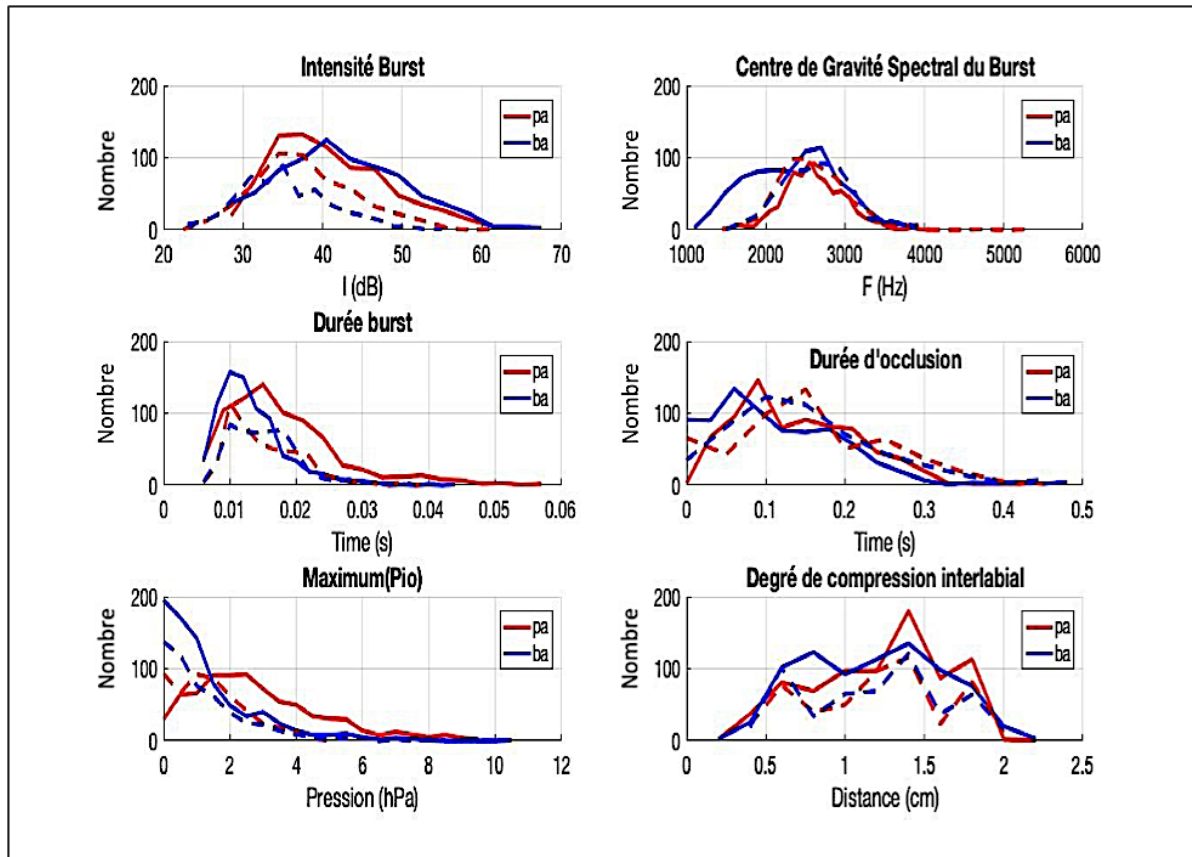 Intensité Burst
200
100
0
Nombre
pa
ba
20 30 40 50 60 70
I (dB)
Centre de Gravité Spectral du Burst
200
100
0
Nombre
pa
ba
1000 2000 3000 4000 5000 6000
F (Hz)
Durée burst
200
100
0
Nombre
pa
ba
0 0.01 0.02 0.03 0.04 0.05 0.06
Time (s)
Durée d'occlusion
200
100
0
Nombre
pa
ba
0 0.1 0.2 0.3 0.4 0.5
Time (s)
Maximum(Pio)
200
100
0
Nombre
pa
ba
0 2 4 6 8 10 12
Pression (hPa)
Degré de compression interlabial
200
100
0
Nombre
pa
ba
0 0.5 1 1.5 2 2.5
Distance (cm)